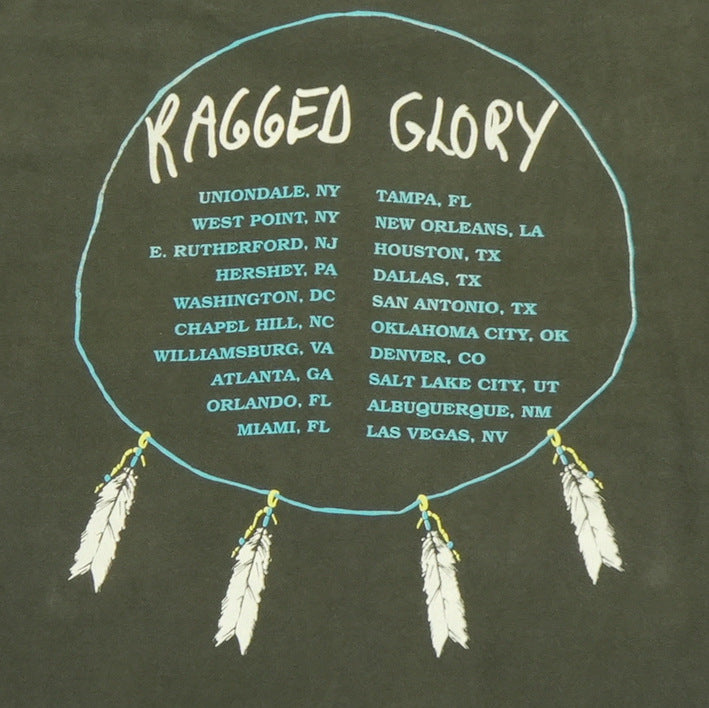 RAGGED GLORY
UNIONDALE, NY
WEST POINT, NY
E. RUTHERFORD, NJ
HERSHEY, PA
WASHINGTON, DC
CHAPEL HILL, NC
WILLIAMSBURG, VA
ATLANTA, GA
ORLANDO, FL
MIAMI, FL
TAMPA, FL
NEW ORLEANS, LA
HOUSTON, TX
DALLAS, TX
SAN ANTONIO, TX
OKLAHOMA CITY, OK
DENVER, CO
SALT LAKE CITY, UT
ALBUQUERQUE, NM
LAS VEGAS, NV